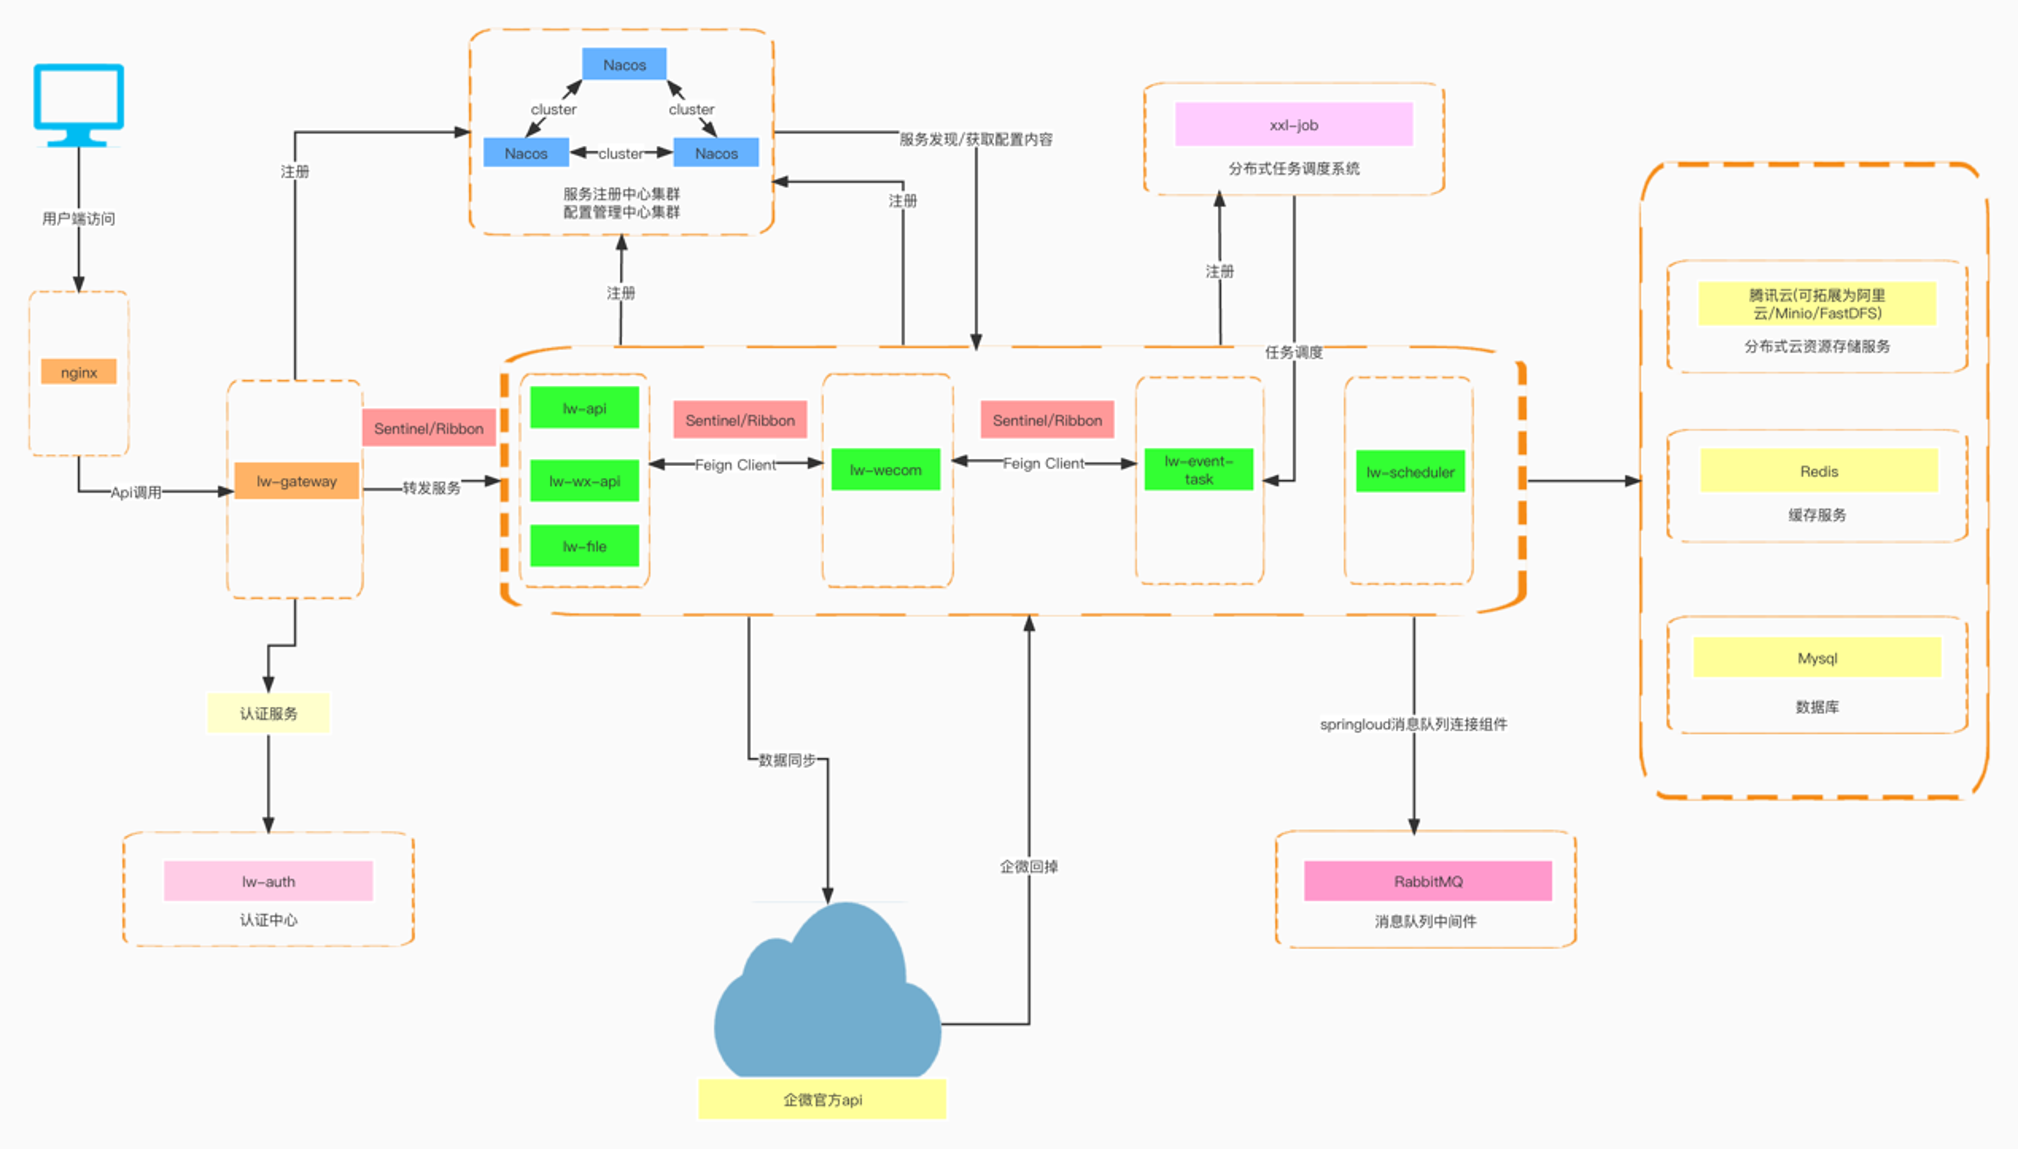 Nacos
cluster
cluster
Nacos
cluster
Nacos
服务注册中心集群
配置管理中心集群
注册
服务发现/获取配置内容
注册
注册
xxl-job
分布式任务调度系统
注册
任务调度
用户端访问
nginx
Api调用
lw-gateway
Sentinel/Ribbon
转发服务
lw-api
lw-wx-api
lw-file
Sentinel/Ribbon
Feign Client
lw-wecom
Sentinel/Ribbon
Feign Client
lw-event-
task
lw-scheduler
腾讯云(可拓展为阿里
云/Minio/FastDFS)
分布式云资源存储服务
Redis
缓存服务
Mysql
数据库
认证服务
lw-auth
认证中心
数据同步
企微回掉
springloud消息队列连接组件
RabbitMQ
消息队列中间件
企微官方api